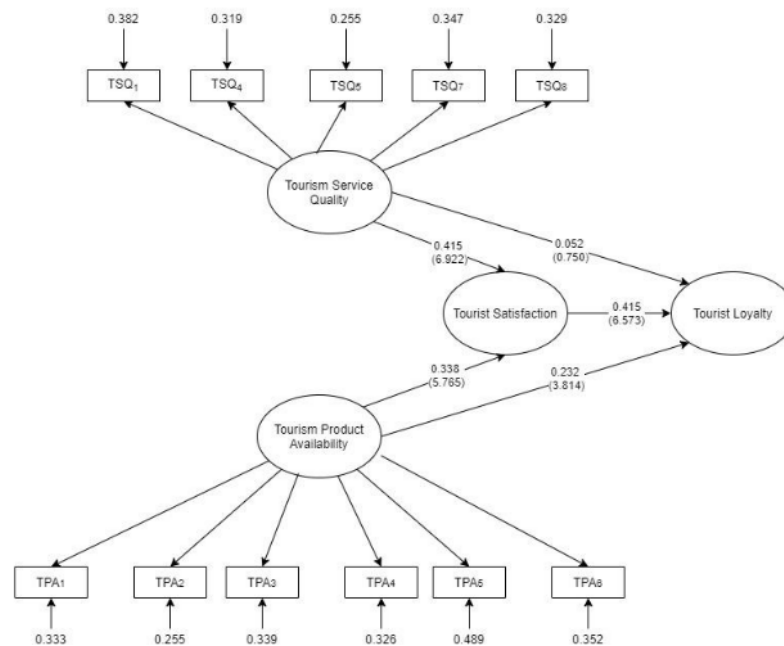 0.382 0.319 0.255 0.347 0.329
TSQ1 TSQ4 TSQ5 TSQ7 TSQ8
Tourism Service
Quality
0.415
(6.922)
0.052
(0.750)
Tourist Satisfaction
0.415
(6.573)
Tourist Loyalty
0.338
(5.765)
0.232
(3.814)
Tourism Product
Availability
TPA1 TPA2 TPA3 TPA4 TPA5 TPA6
0.333 0.255 0.339 0.326 0.489 0.352